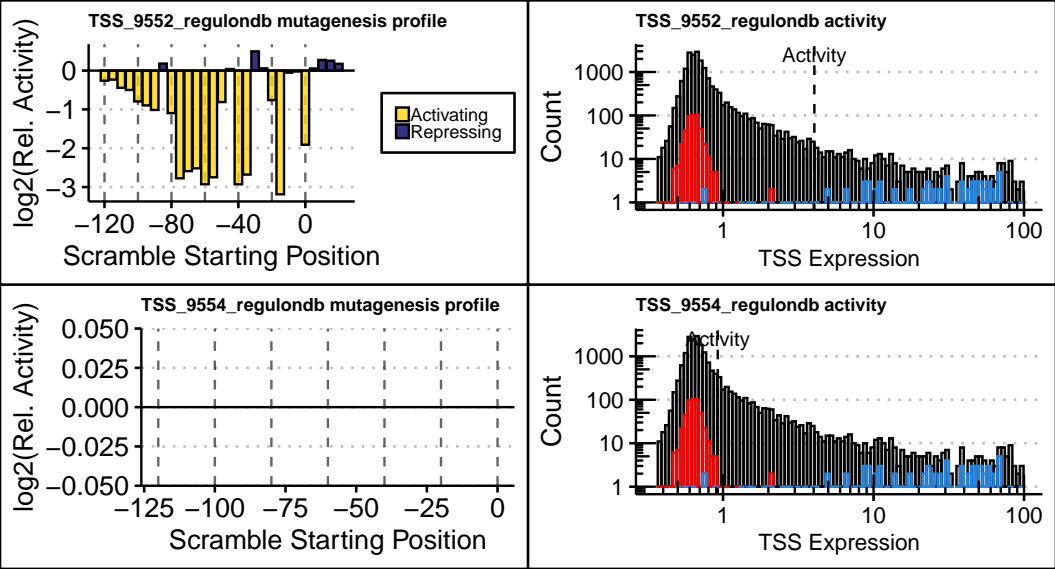 TSS_9552_regulondb mutagenesis profile
log2(Rel. Activity)
0
−1
−2
−3
−120
−80
−40
0
Scramble Starting Position
Activating
Repressing
TSS_9552_regulondb activity
Activity
Count
1000
100
10
1
1
10
100
TSS Expression
TSS_9554_regulondb mutagenesis profile
log2(Rel. Activity)
0.050
0.025
0.000
−0.025
−0.050
−125
−100
−75
−50
−25
0
Scramble Starting Position
TSS_9554_regulondb activity
Activity
Count
1000
100
10
1
1
10
100
TSS Expression